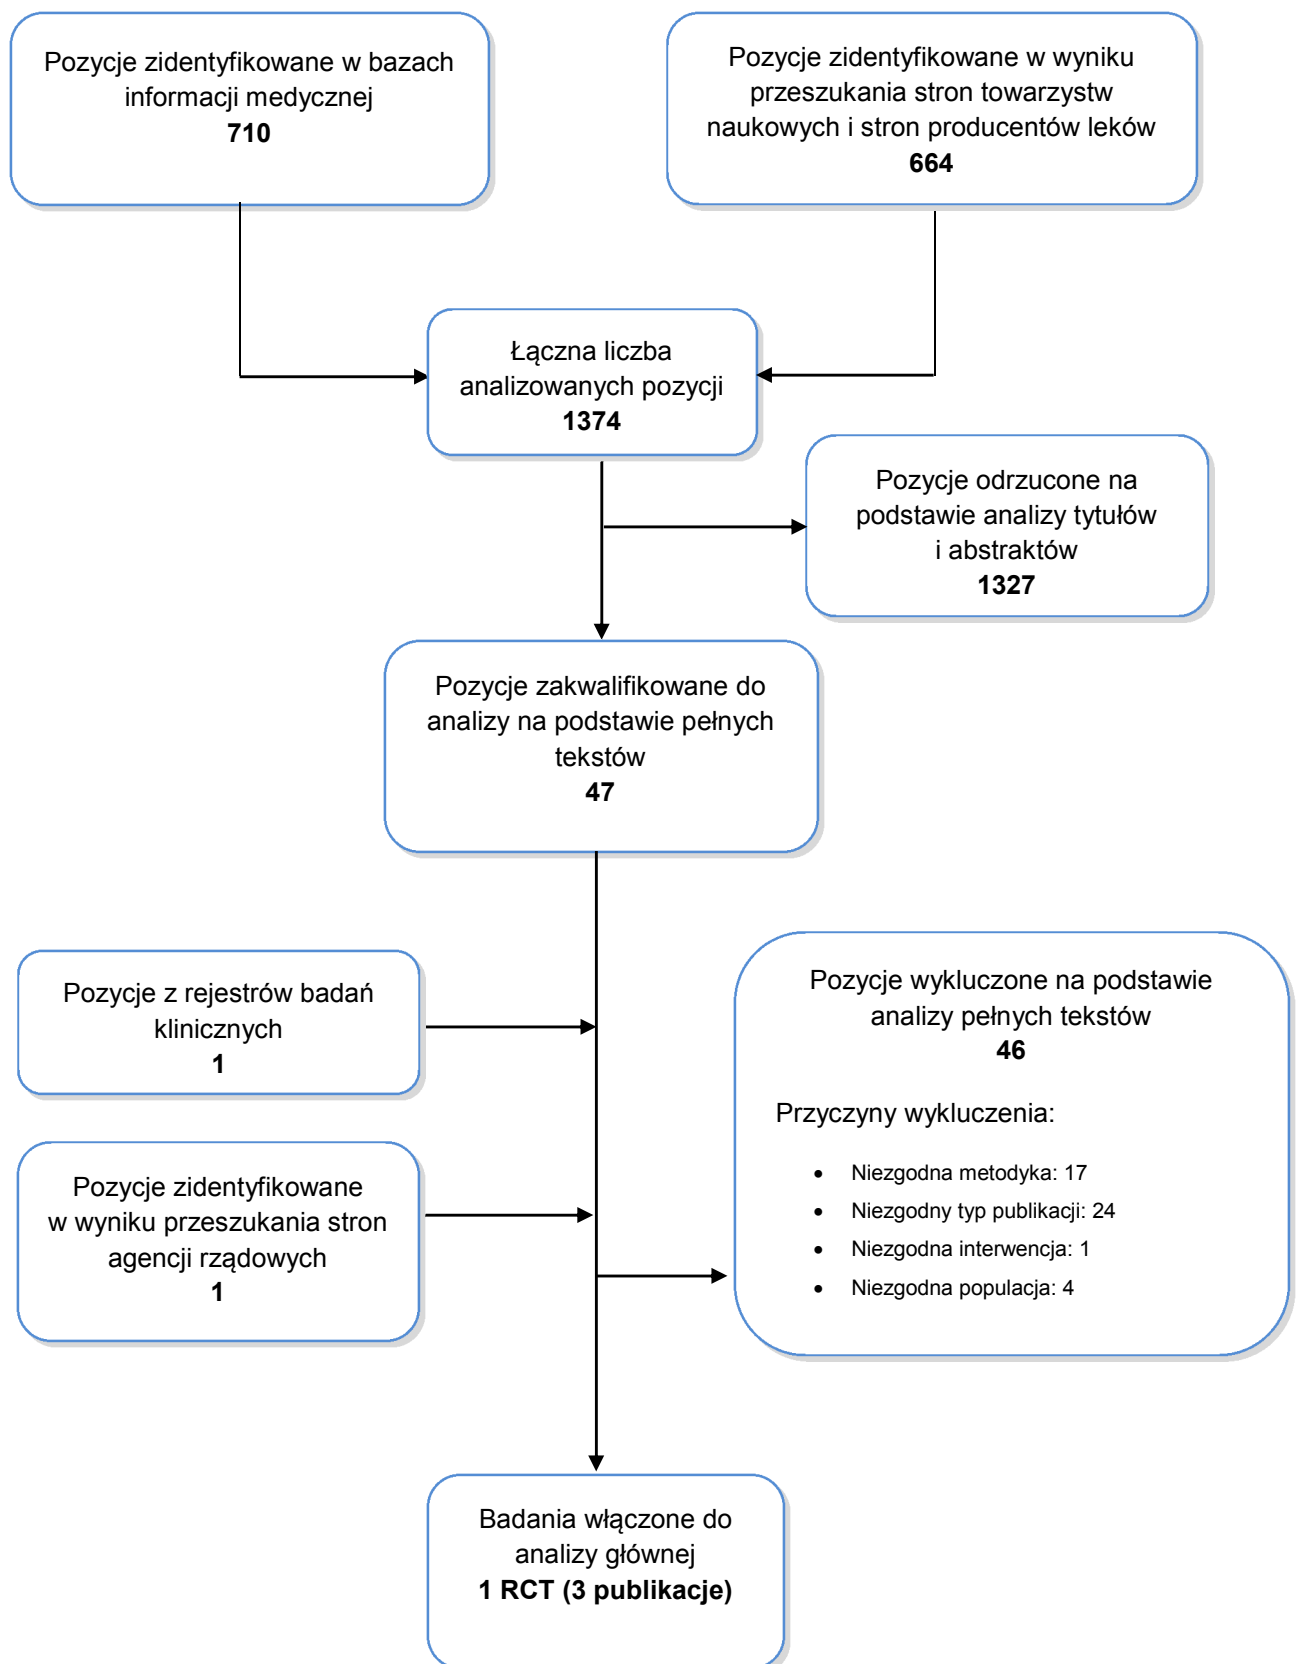 Pozycje zidentyfikowane w bazach
informacji medycznej
710
Pozycje zidentyfikowane w wyniku
przeszukania stron towarzystw
naukowych i stron producentów leków
664
Łączna liczba
analizowanych pozycji
1374
Pozycje odrzucone na
podstawie analizy tytułów
i abstraktów
1327
Pozycje zakwalifikowane do
analizy na podstawie pełnych
tekstów
47
Pozycje z rejestrów badań
klinicznych
1
Pozycje zidentyfikowane
w wyniku przeszukania stron
agencji rządowych
1
Pozycje wykluczone na podstawie
analizy pełnych tekstów
46
Przyczyny wykluczenia:
• Niezgodna metodyka: 17
• Niezgodny typ publikacji: 24
• Niezgodna interwencja: 1
• Niezgodna populacja: 4
Badania włączone do
analizy głównej
1 RCT (3 publikacje)